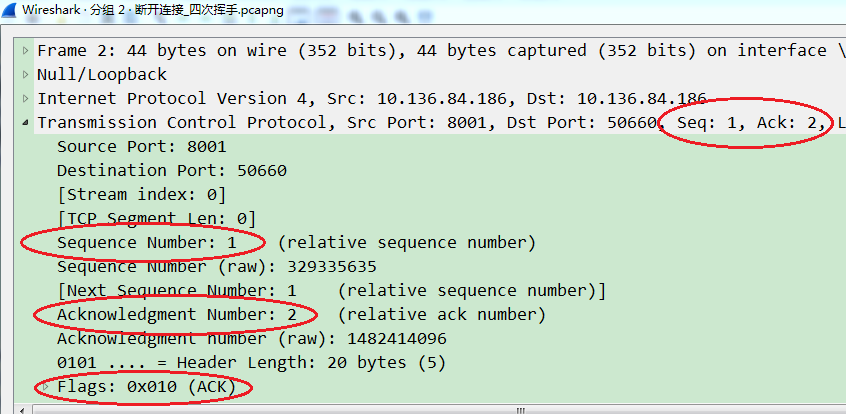 Wireshark · 分组 2 · 断开连接_四次挥手.pcapng
Frame 2: 44 bytes on wire (352 bits), 44 bytes captured (352 bits) on interface \
Null/Loopback
Internet Protocol Version 4, Src: 10.136.84.186, Dst: 10.136.84.186
Transmission Control Protocol, Src Port: 8001, Dst Port: 50660, Seq: 1, Ack: 2, L
Source Port: 8001
Destination Port: 50660
[Stream index: 0]
[TCP Segment Len: 0]
Sequence Number: 1 (relative sequence number)
Sequence Number (raw): 329335635
[Next Sequence Number: 1 (relative sequence number)]
Acknowledgment Number: 2 (relative ack number)
Acknowledgment number (raw): 1482414096
0101 .... = Header Length: 20 bytes (5)
Flags: 0x010 (ACK)